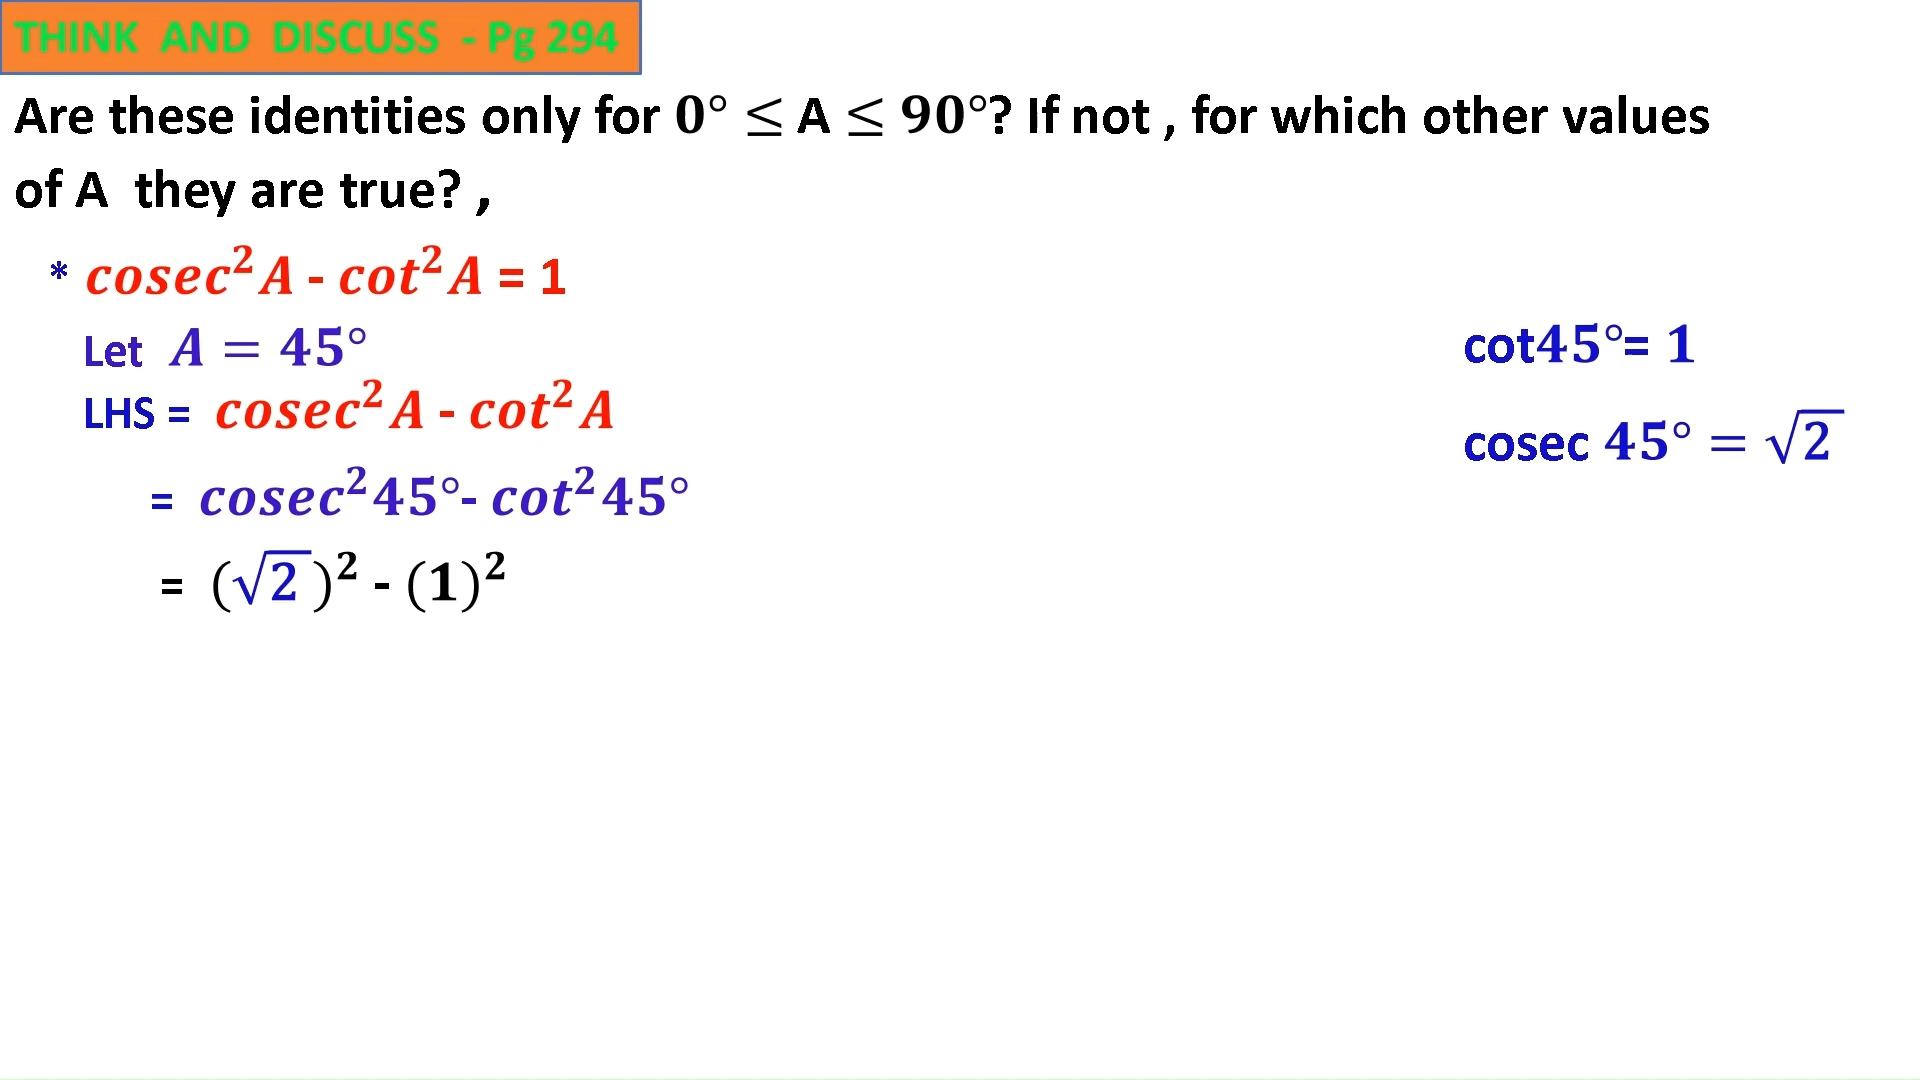 THINK AND DISCUSS - Pg 294
Are these identities only for 0° ≤ A ≤ 90°? If not , for which other values
of A they are true? ,
* cosec²A - cot²A = 1
Let A = 45°
cot45°= 1
LHS = cosec²A - cot²A
cosec 45° = √2
= cosec²45°- cot²45°
= (√2 )² - (1)²